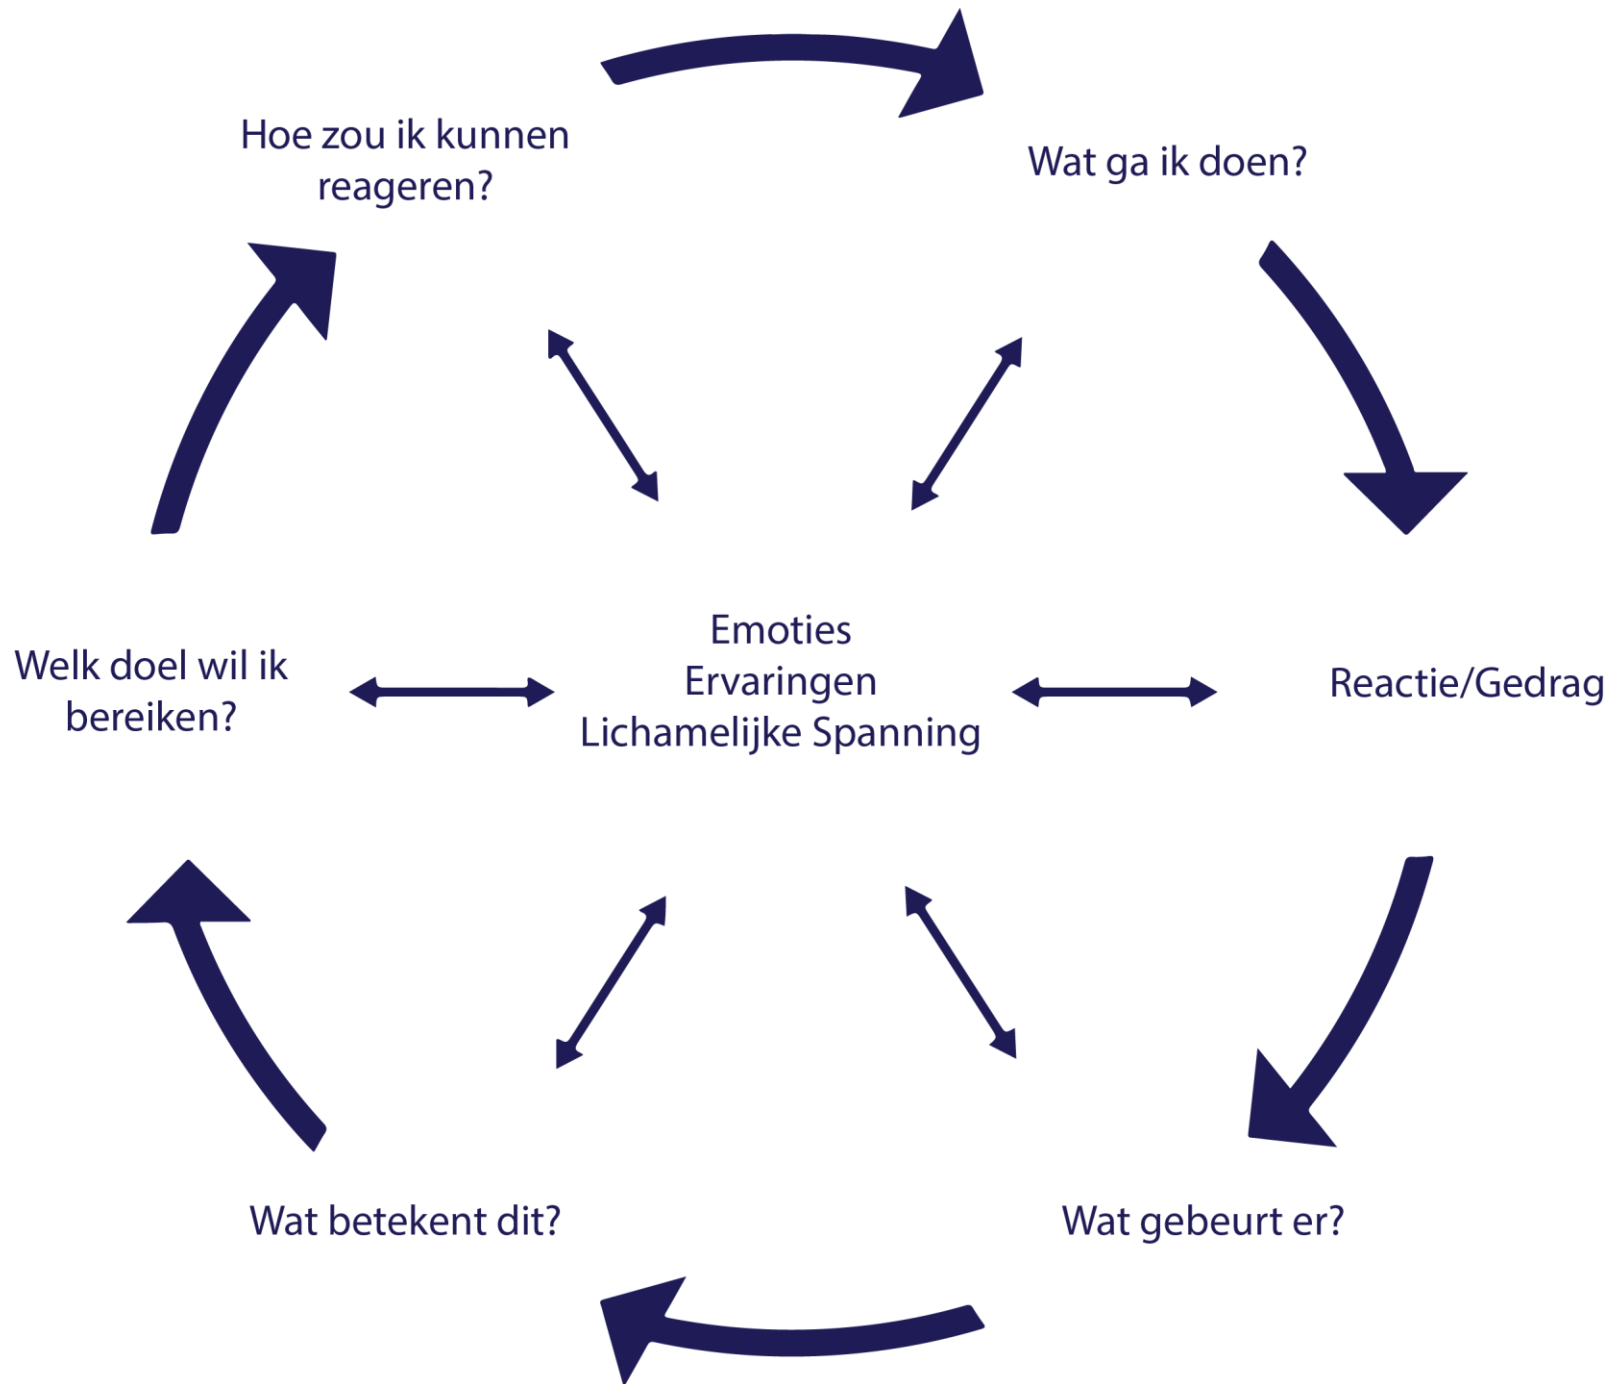 Hoe zou ik kunnen
reageren?
Wat ga ik doen?
Welk doel wil ik
bereiken?
Emoties
Ervaringen
Lichamelijke Spanning
Reactie/Gedrag
Wat betekent dit?
Wat gebeurt er?